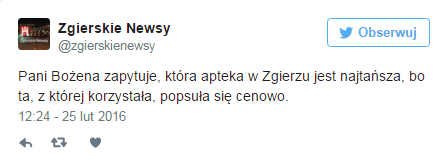 Zgierskie Newsy
@zgierskienewsy
Obserwuj
Pani Bożena zapytuje, która apteka w Zgierzu jest najtańsza, bo
ta, z której korzystała, popsuła się cenowo.
12:24 - 25 lut 2016